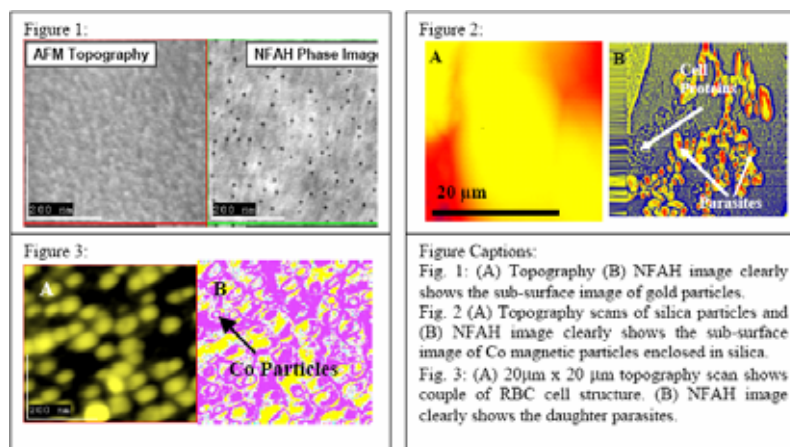 Figure 1:
AFM Topography
NFAH Phase Imag
200 nm
200 nm
Figure 2:
A
B
Cell
Proteins
20 µm
Parasites
Figure 3:
A
B
Co Particles
200 nm
Figure Captions:
Fig. 1: (A) Topography (B) NFAH image clearly
shows the sub-surface image of gold particles.
Fig. 2 (A) Topography scans of silica particles and
(B) NFAH image clearly shows the sub-surface
image of Co magnetic particles enclosed in silica.
Fig. 3: (A) 20µm x 20 µm topography scan shows
couple of RBC cell structure. (B) NFAH image
clearly shows the daughter parasites.